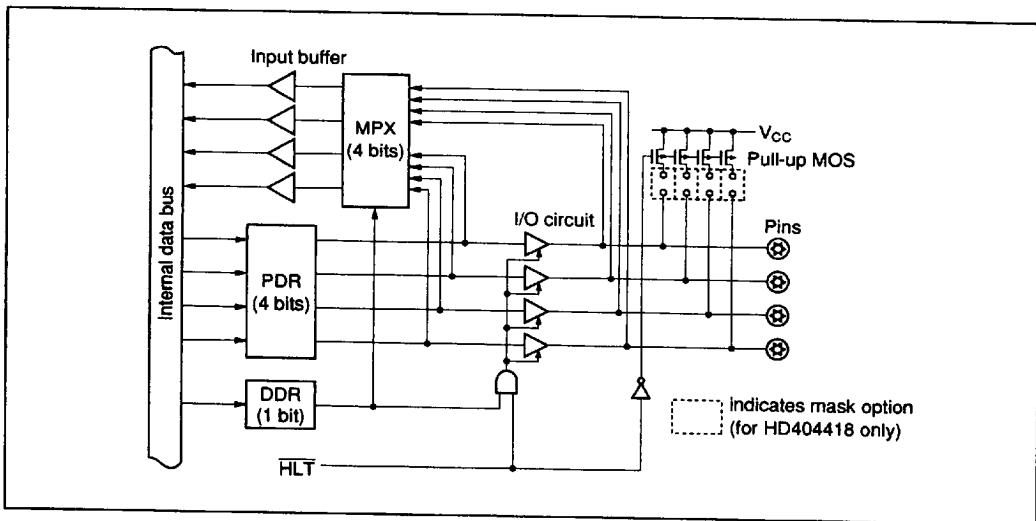 Input buffer
MPX
(4 bits)
VCC
Pull-up MOS
I/O circuit
Pins
Internal data bus
PDR
(4 bits)
DDR
(1 bit)
indicates mask option
(for HD404418 only)
HLT